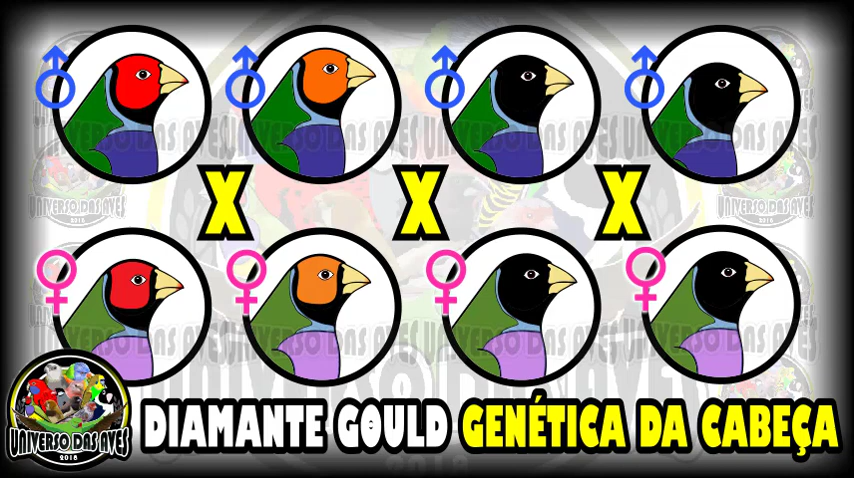 X X X
UNIVERSO DAS AVES
2018
DIAMANTE GOULD GENÉTICA DA CABEÇA